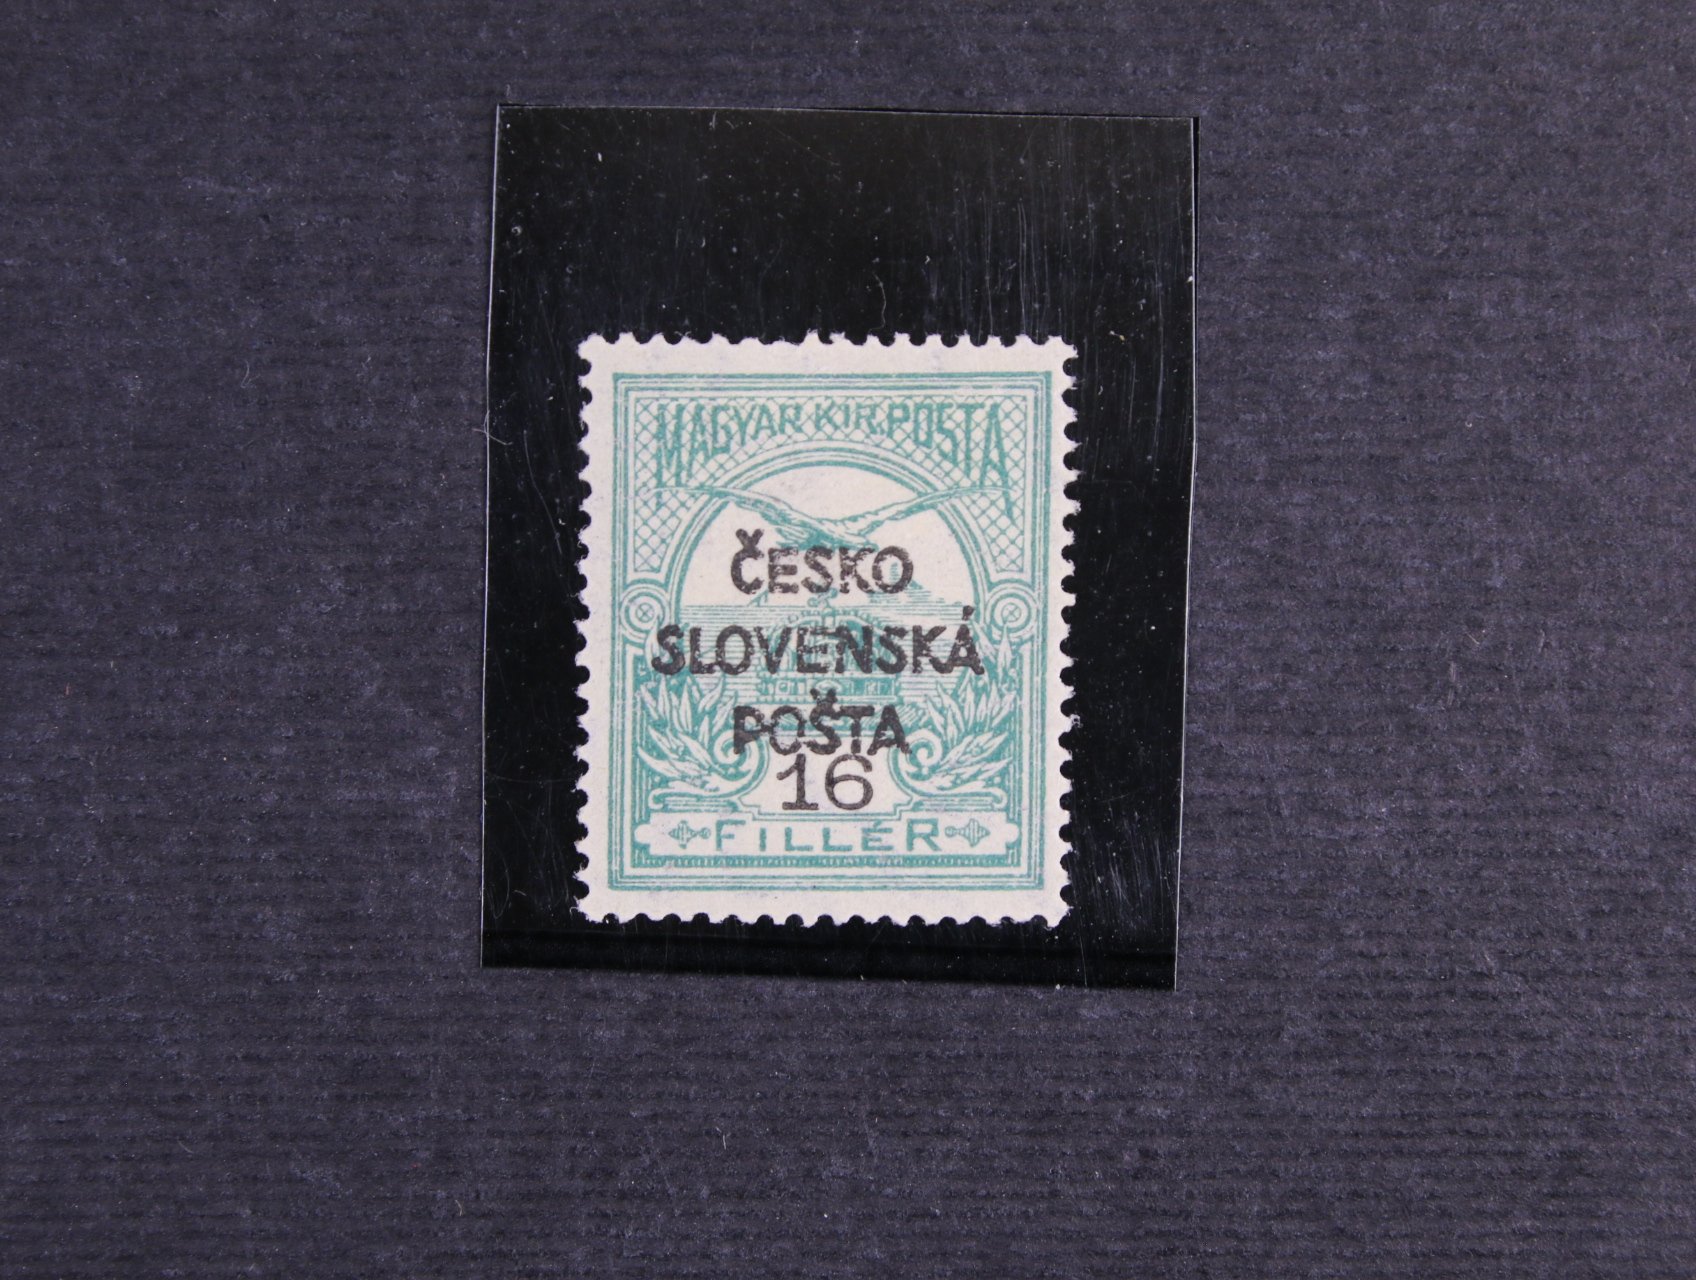 MAGYAR KIR. POSTA
ČESKO
SLOVENSKÁ
POŠTA
16
FILLÉR